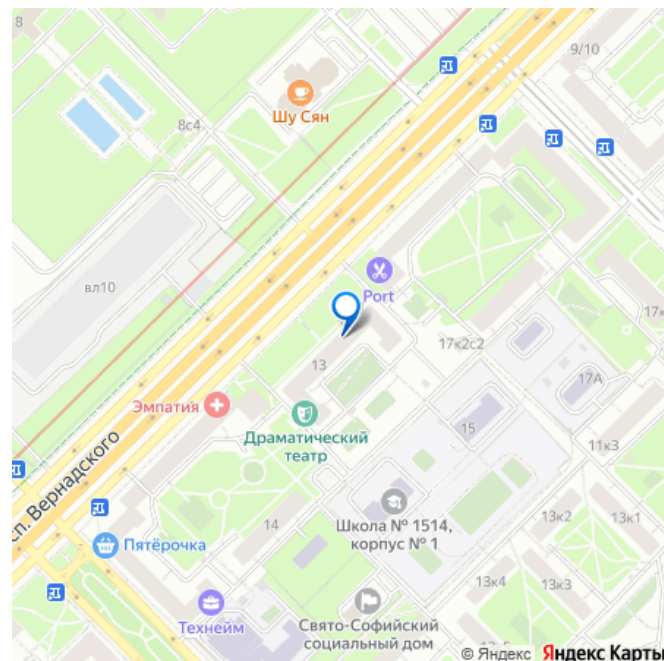 8
9/10
Шу Сян
8с4
вл10
Port
17к2с2
17к
17А
13
Эмпатия
Драматический
театр
15
11к3
сп. Вернадского
14
Школа № 1514,
корпус № 1
13к2
13к1
Пятёрочка
13к4
13к3
Технейм
Свято-Софийский
социальный дом
© Яндекс Яндекс Карты